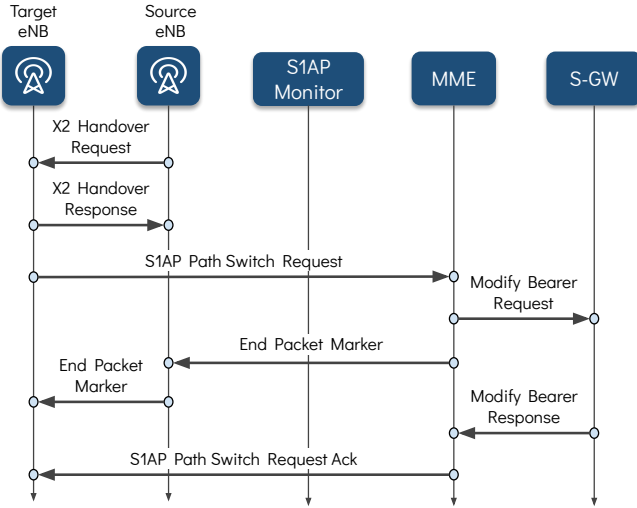 Target
eNB
Source
eNB
S1AP
Monitor
MME
S-GW
X2 Handover
Request
X2 Handover
Response
S1AP Path Switch Request
Modify Bearer
Request
End Packet Marker
End Packet
Marker
Modify Bearer
Response
S1AP Path Switch Request Ack